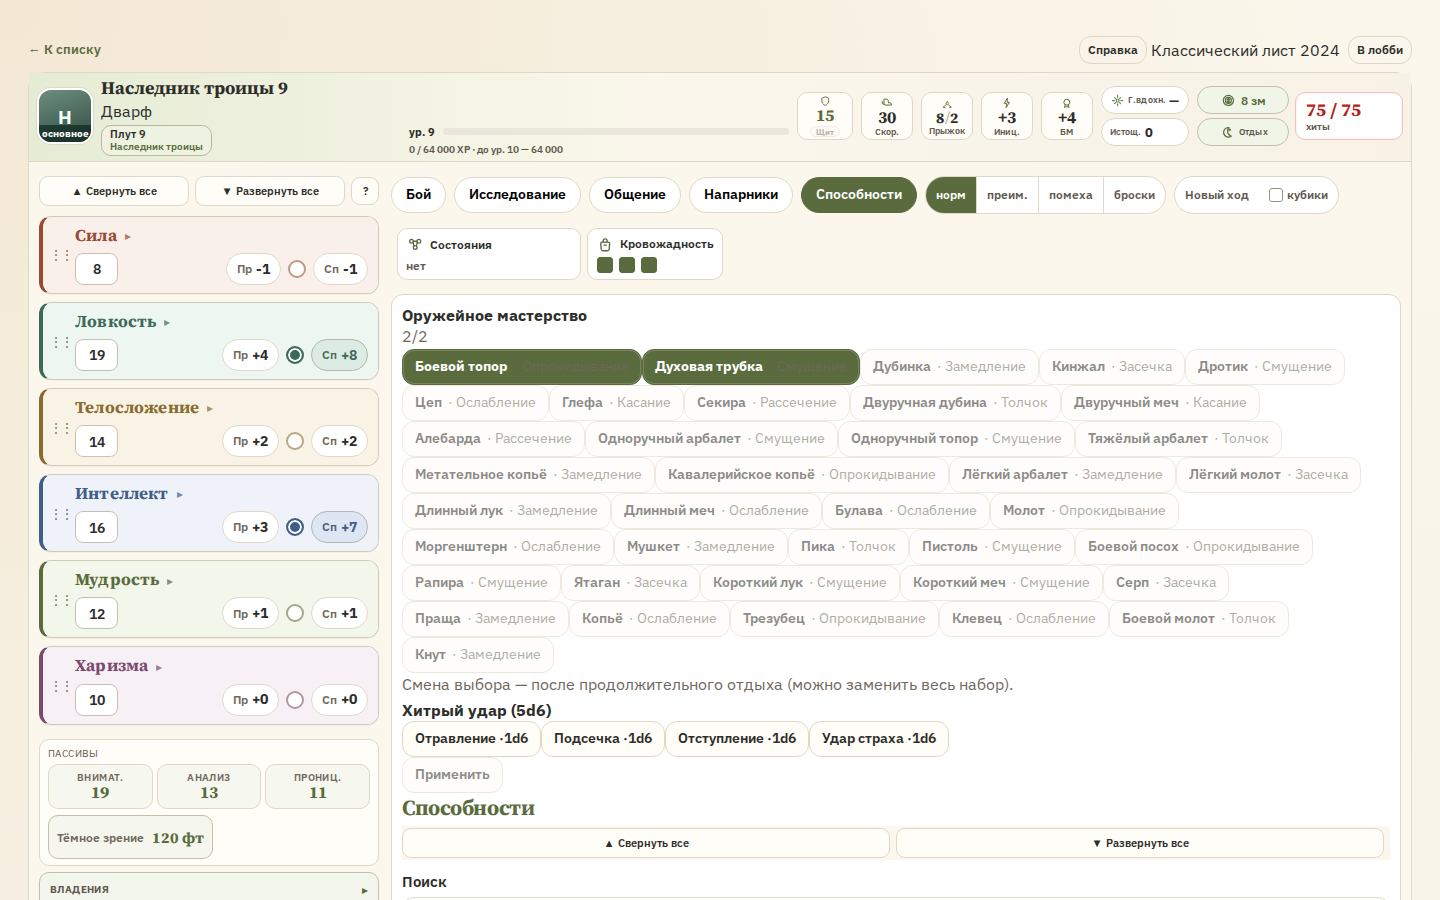 ← К списку
Справка Классический лист 2024 В лобби
Н
основное
Наследник троицы 9
Дварф
Плут 9
Наследник троицы
ур. 9
0 / 64 000 XP · до ур. 10 — 64 000
15
Щит
30
Скор.
8/2
Прыжок
+3
Иниц.
+4
БМ
Г.вдохн. —
Истощ. 0
8 зм
Отдых
75 / 75
хиты
▲ Свернуть все ▼ Развернуть все ?
Бой Исследование Общение Напарники Способности норм преим. помеха броски Новый ход кубики
Сила ▸
8 Пр -1 Сп -1
Ловкость ▸
19 Пр +4 Сп +8
Телосложение ▸
14 Пр +2 Сп +2
Интеллект ▸
16 Пр +3 Сп +7
Мудрость ▸
12 Пр +1 Сп +1
Харизма ▸
10 Пр +0 Сп +0
ПАССИВЫ
ВНИМАТ. АНАЛИЗ ПРОНИЦ.
19 13 11
Тёмное зрение 120 фт
ВЛАДЕНИЯ ▸
Состояния
нет
Кровожадность
Оружейное мастерство
2/2
Боевой топор · Опрокидывание Духовая трубка · Смущение Дубинка · Замедление Кинжал · Засечка Дротик · Смущение
Цеп · Ослабление Глефа · Касание Секира · Рассечение Двуручная дубина · Толчок Двуручный меч · Касание
Алебарда · Рассечение Одноручный арбалет · Смущение Одноручный топор · Смущение Тяжёлый арбалет · Толчок
Метательное копьё · Замедление Кавалерийское копьё · Опрокидывание Лёгкий арбалет · Замедление Лёгкий молот · Засечка
Длинный лук · Замедление Длинный меч · Ослабление Булава · Ослабление Молот · Опрокидывание
Моргенштерн · Ослабление Мушкет · Замедление Пика · Толчок Пистоль · Смущение Боевой посох · Опрокидывание
Рапира · Смущение Ятаган · Засечка Короткий лук · Смущение Короткий меч · Смущение Серп · Засечка
Праща · Замедление Копьё · Ослабление Трезубец · Опрокидывание Клевец · Ослабление Боевой молот · Толчок
Кнут · Замедление
Смена выбора — после продолжительного отдыха (можно заменить весь набор).
Хитрый удар (5d6)
Отравление ·1d6 Подсечка ·1d6 Отступление ·1d6 Удар страха ·1d6
Применить
Способности
▲ Свернуть все ▼ Развернуть все
Поиск